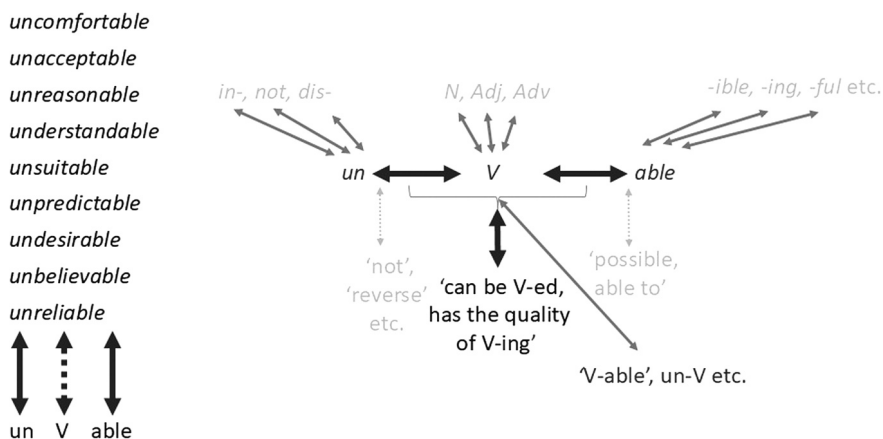 uncomfortable
unacceptable
unreasonable
understandable
unsuitable
unpredictable
undesirable
unbelievable
unreliable
un V able
in-, not, dis-
N, Adj, Adv
-ible, -ing, -ful etc.
un V able
‘not’,
‘reverse’
etc.
‘can be V-ed,
has the quality
of V-ing’
‘possible,
able to’
‘V-able’, un-V etc.